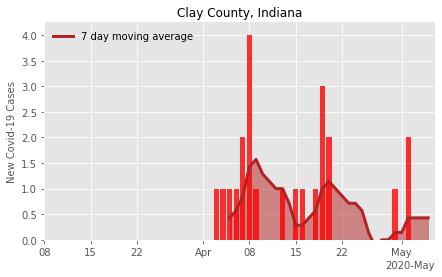 Clay County, Indiana
7 day moving average
New Covid-19 Cases
4.0
3.5
3.0
2.5
2.0
1.5
1.0
0.5
0.0
08 15 22 Apr 08 15 22 May
2020-May